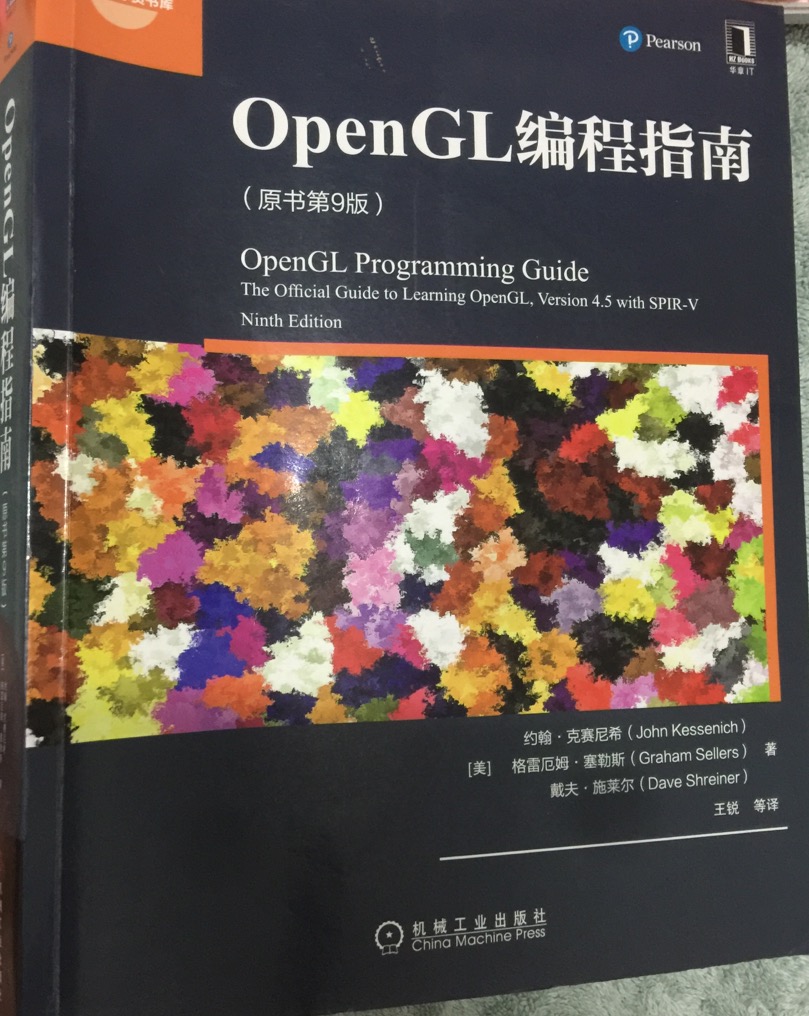 Pearson
HZ Books
华章IT
OpenGL编程指南
(原书第9版)
OpenGL Programming Guide
The Official Guide to Learning OpenGL, Version 4.5 with SPIR-V
Ninth Edition
约翰·克赛尼希(John Kessenich)
[美] 格雷厄姆·塞勒斯(Graham Sellers) 著
戴夫·施莱尔(Dave Shreiner)
王锐 等译
机械工业出版社
China Machine Press
OpenGL编程指南